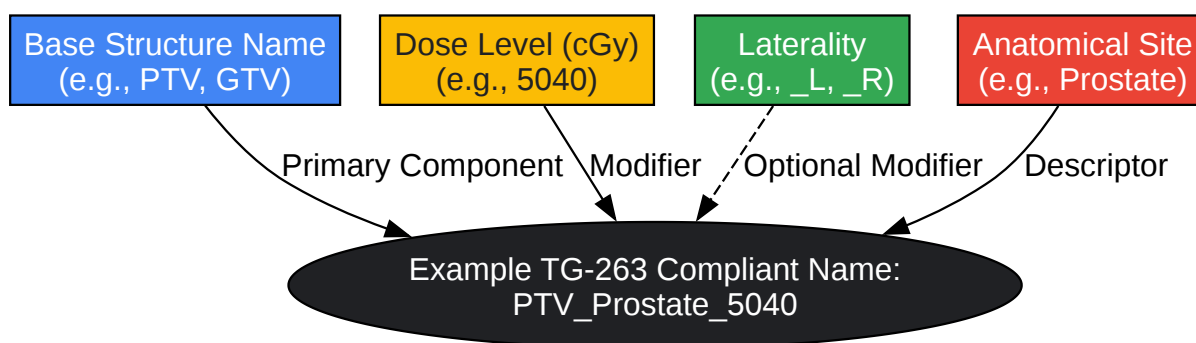 Base Structure Name
(e.g., PTV, GTV)
Dose Level (cGy)
(e.g., 5040)
Laterality
(e.g., _L, _R)
Anatomical Site
(e.g., Prostate)
Primary Component
Modifier
Optional Modifier
Descriptor
Example TG-263 Compliant Name:
PTV_Prostate_5040